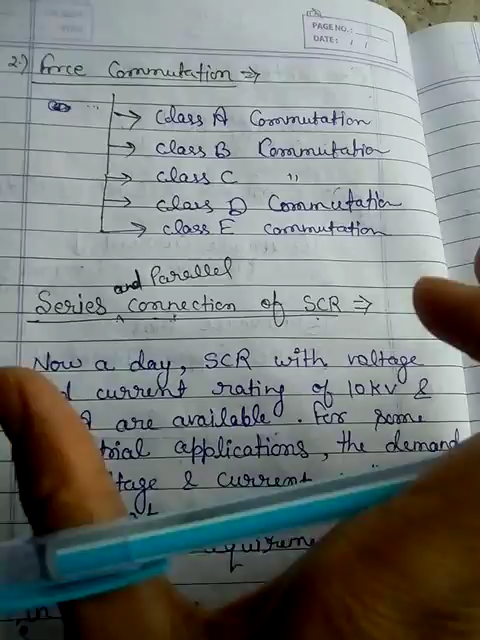 PAGE NO.:
DATE: / /
2.) Force Commutation ⇒
→ class A Commutation
→ class B Commutation
→ class C "
→ class D Commutation
→ class E commutation
and Parallel
Series connection of SCR ⇒
Now a day, SCR with voltage
current rating of 10KV &
are available. For some
applications, the demand
& current
in